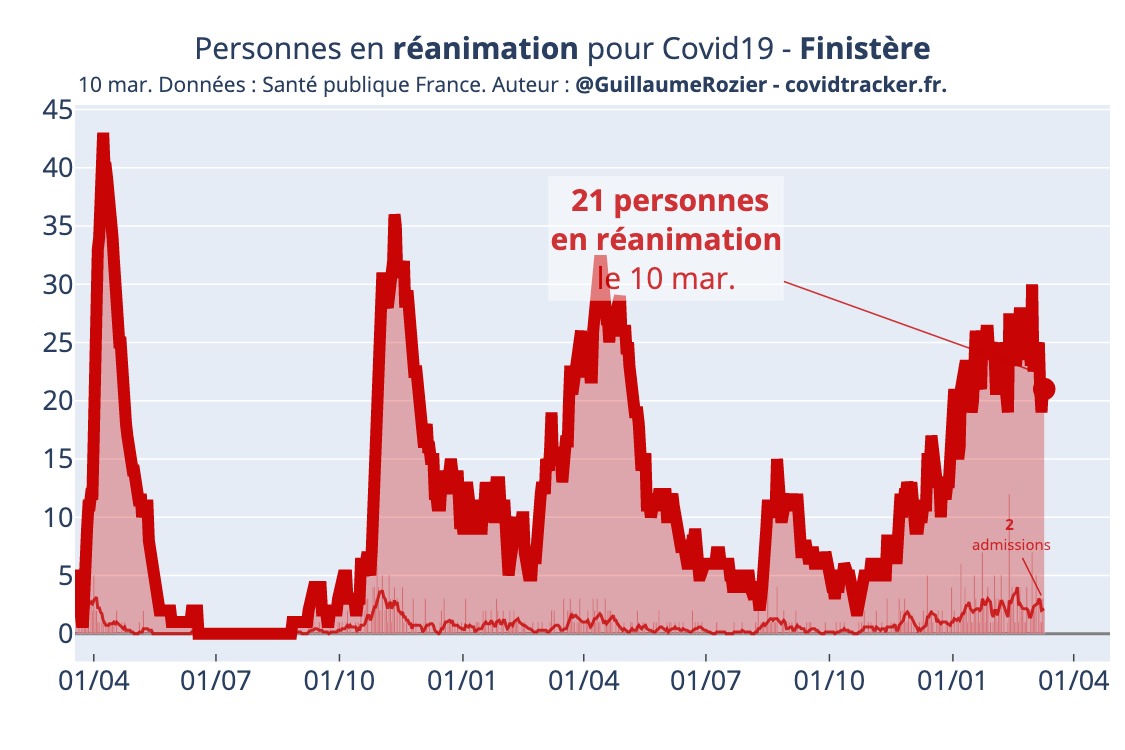 Personnes en réanimation pour Covid19 - Finistère
10 mar. Données : Santé publique France. Auteur : @GuillaumeRozier - covidtracker.fr.
45
40
35
30
25
20
15
10
5
0
21 personnes
en réanimation
le 10 mar.
2
admissions
01/04 01/07 01/10 01/01 01/04 01/07 01/10 01/01 01/04